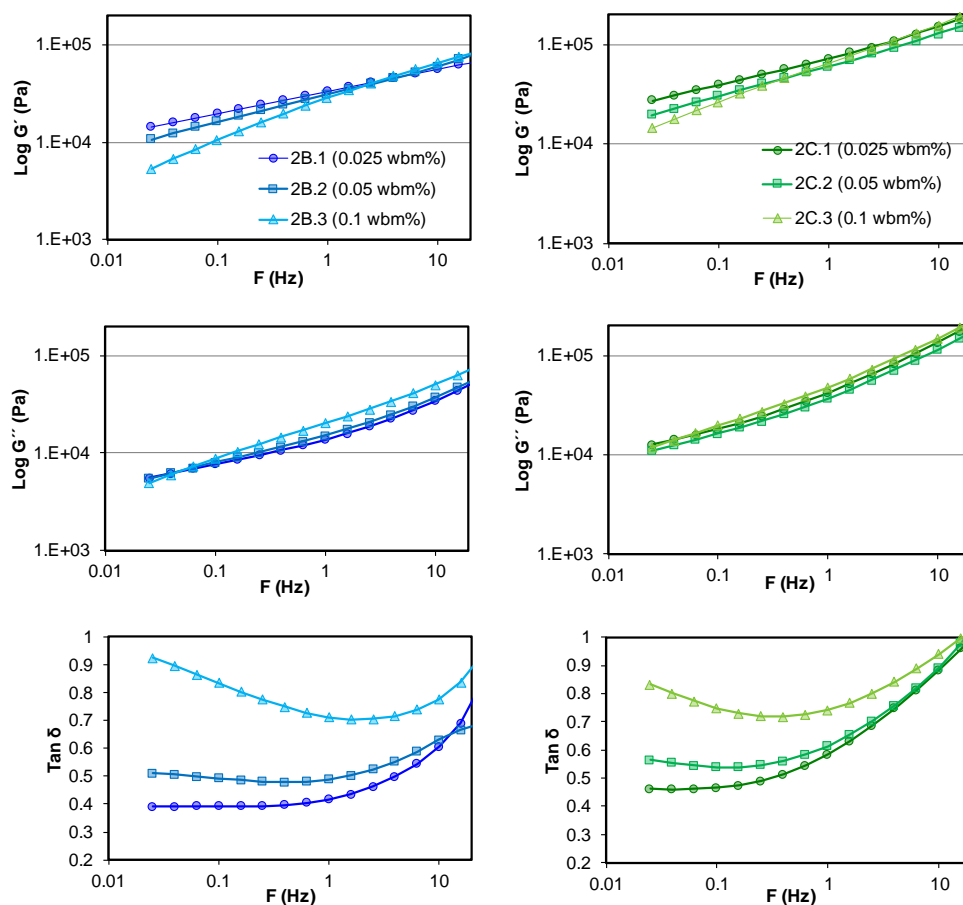 1.E+05
1.E+04
1.E+03
Log G´ (Pa)
2B.1 (0.025 wbm%)
2B.2 (0.05 wbm%)
2B.3 (0.1 wbm%)
0.01 0.1 1 10
F (Hz)
1.E+05
1.E+04
1.E+03
Log G´ (Pa)
2C.1 (0.025 wbm%)
2C.2 (0.05 wbm%)
2C.3 (0.1 wbm%)
0.01 0.1 1 10
F (Hz)
1.E+05
1.E+04
1.E+03
Log G´´ (Pa)
0.01 0.1 1 10
F (Hz)
1.E+05
1.E+04
1.E+03
Log G´´ (Pa)
0.01 0.1 1 10
F (Hz)
1
0.9
0.8
0.7
0.6
0.5
0.4
0.3
0.2
Tan δ
0.01 0.1 1 10
F (Hz)
1
0.9
0.8
0.7
0.6
0.5
0.4
0.3
0.2
Tan δ
0.01 0.1 1 10
F (Hz)